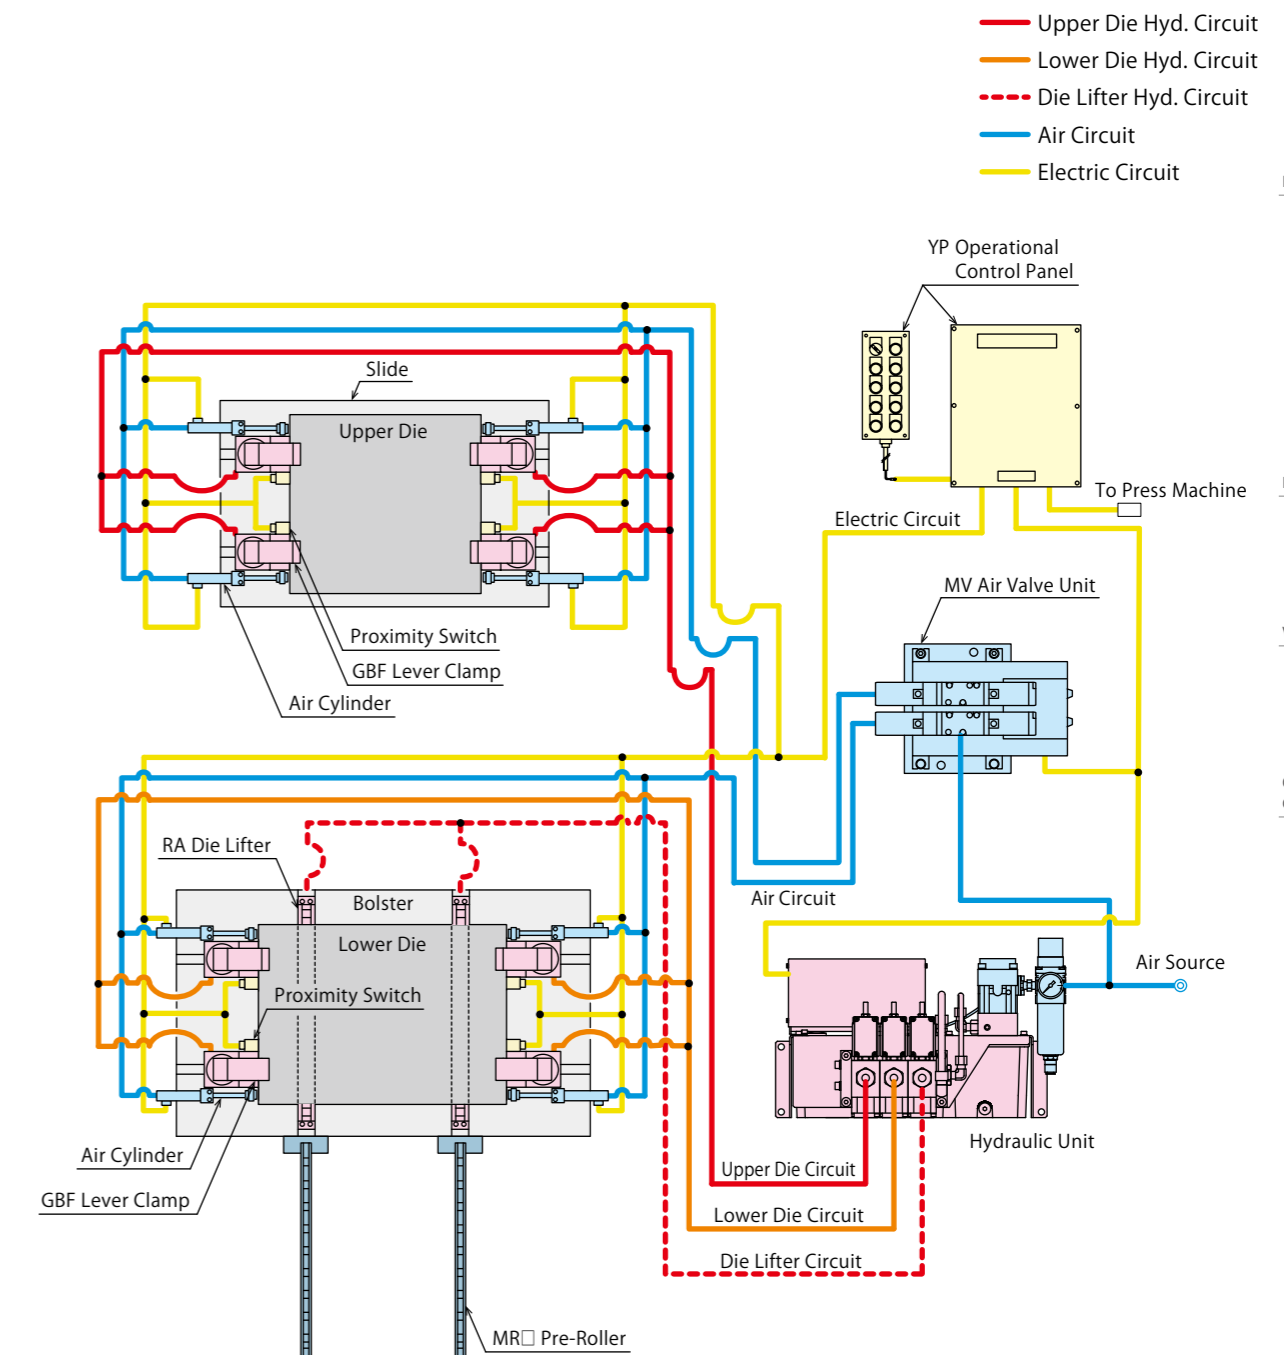 Upper Die Hyd. Circuit
Lower Die Hyd. Circuit
Die Lifter Hyd. Circuit
Air Circuit
Electric Circuit
YP Operational
Control Panel
Slide
Upper Die
To Press Machine
Electric Circuit
MV Air Valve Unit
Proximity Switch
GBF Lever Clamp
Air Cylinder
RA Die Lifter
Bolster
Air Circuit
Lower Die
Air Source
Proximity Switch
Hydraulic Unit
Air Cylinder
Upper Die Circuit
GBF Lever Clamp
Lower Die Circuit
Die Lifter Circuit
MR□ Pre-Roller